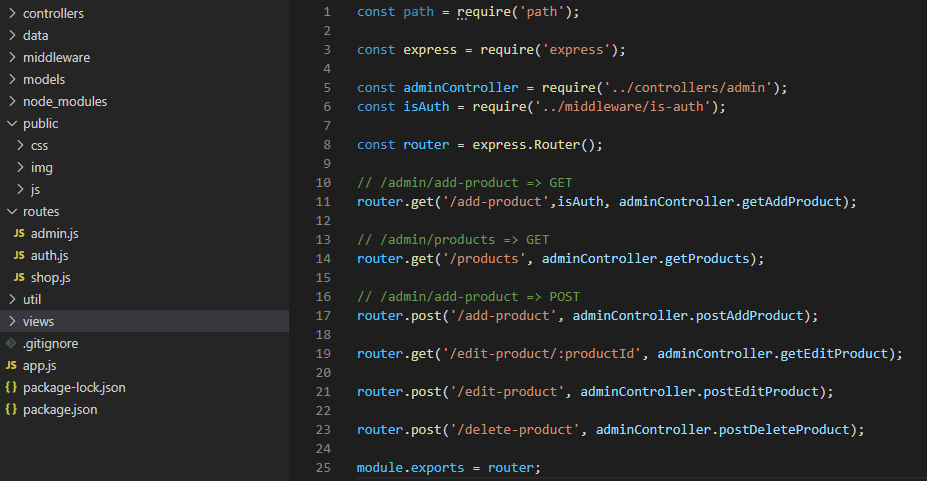 controllers
data
middleware
models
node_modules
public
css
img
js
routes
JS admin.js
JS auth.js
JS shop.js
util
views
.gitignore
JS app.js
{} package-lock.json
{} package.json
1 const path = require('path');
2
3 const express = require('express');
4
5 const adminController = require('../controllers/admin');
6 const isAuth = require('../middleware/is-auth');
7
8 const router = express.Router();
9
10 // /admin/add-product => GET
11 router.get('/add-product',isAuth, adminController.getAddProduct);
12
13 // /admin/products => GET
14 router.get('/products', adminController.getProducts);
15
16 // /admin/add-product => POST
17 router.post('/add-product', adminController.postAddProduct);
18
19 router.get('/edit-product/:productId', adminController.getEditProduct);
20
21 router.post('/edit-product', adminController.postEditProduct);
22
23 router.post('/delete-product', adminController.postDeleteProduct);
24
25 module.exports = router;